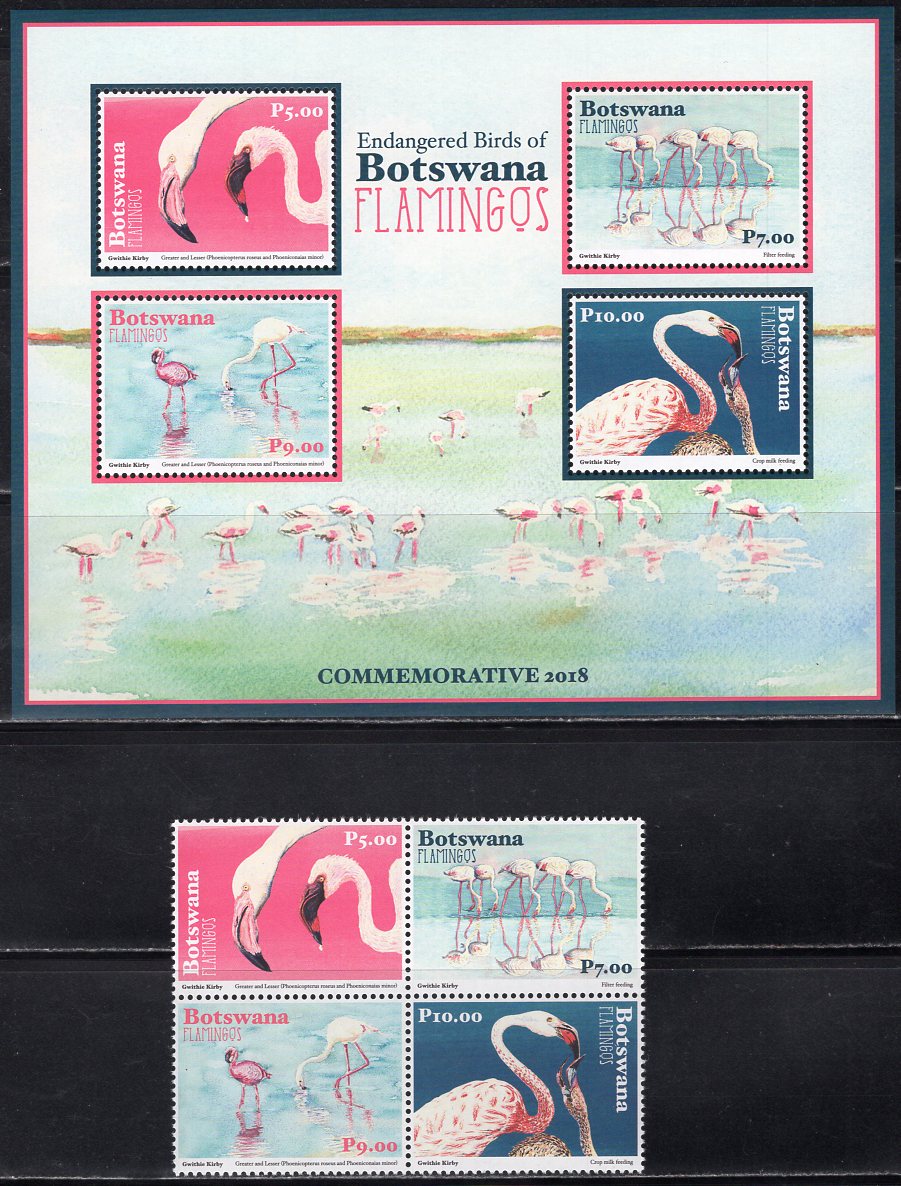 P5.00
Botswana
FLAMINGOS
Gwithie Kirby Greater and Lesser (Phoenicopterus roseus and Phoeniconaias minor)
Endangered Birds of
Botswana
FLAMINGOS
Botswana
FLAMINGOS
P7.00
Gwithie Kirby Filter feeding
Botswana
FLAMINGOS
P9.00
Gwithie Kirby Greater and Lesser (Phoenicopterus roseus and Phoeniconaias minor)
P10.00
Botswana
FLAMINGOS
Gwithie Kirby Crop milk feeding
COMMEMORATIVE 2018
P5.00
Botswana
FLAMINGOS
Gwithie Kirby Greater and Lesser (Phoenicopterus roseus and Phoeniconaias minor)
Botswana
FLAMINGOS
P7.00
Gwithie Kirby Filter feeding
Botswana
FLAMINGOS
P9.00
Gwithie Kirby Greater and Lesser (Phoenicopterus roseus and Phoeniconaias minor)
P10.00
Botswana
FLAMINGOS
Gwithie Kirby Crop milk feeding